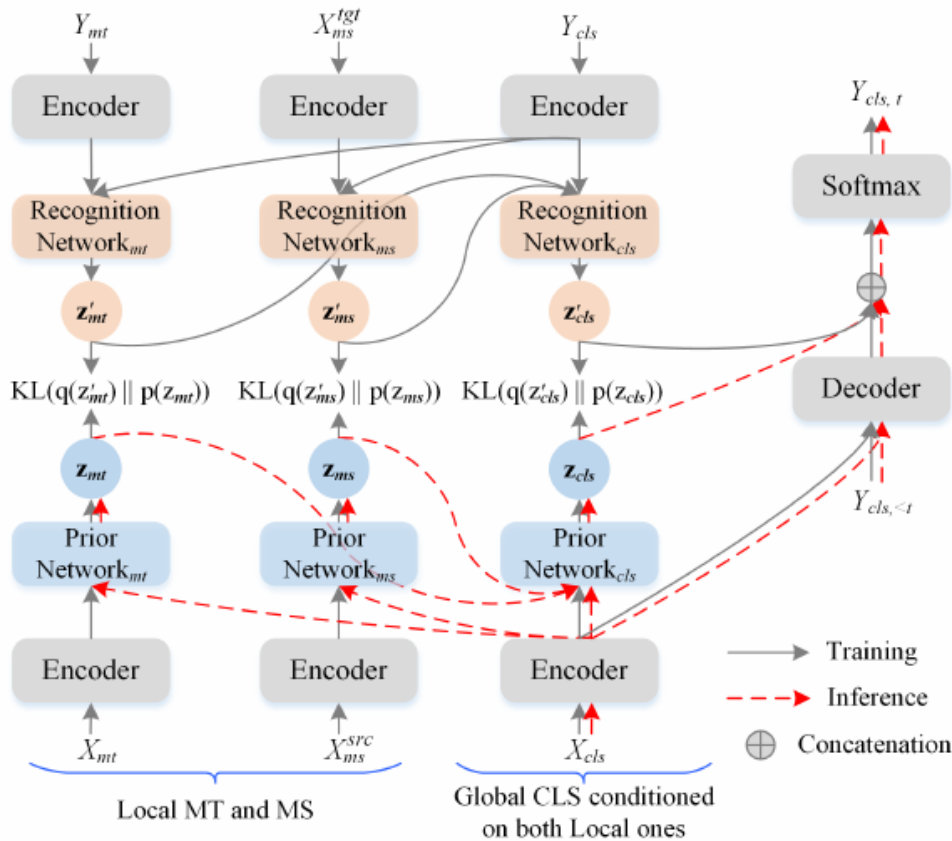 Y_mt
X_ms^tgt
Y_cls
Encoder
Encoder
Encoder
Y_cls, t
Softmax
Recognition
Network_mt
Recognition
Network_ms
Recognition
Network_cls
z'_mt
z'_ms
z'_cls
KL(q(z'_mt) || p(z_mt))
KL(q(z'_ms) || p(z_ms))
KL(q(z'_cls) || p(z_cls))
Decoder
z_mt
z_ms
z_cls
Y_cls,<t
Prior
Network_mt
Prior
Network_ms
Prior
Network_cls
Encoder
Encoder
Encoder
Training
Inference
Concatenation
X_mt
X_ms^src
X_cls
Local MT and MS
Global CLS conditioned
on both Local ones